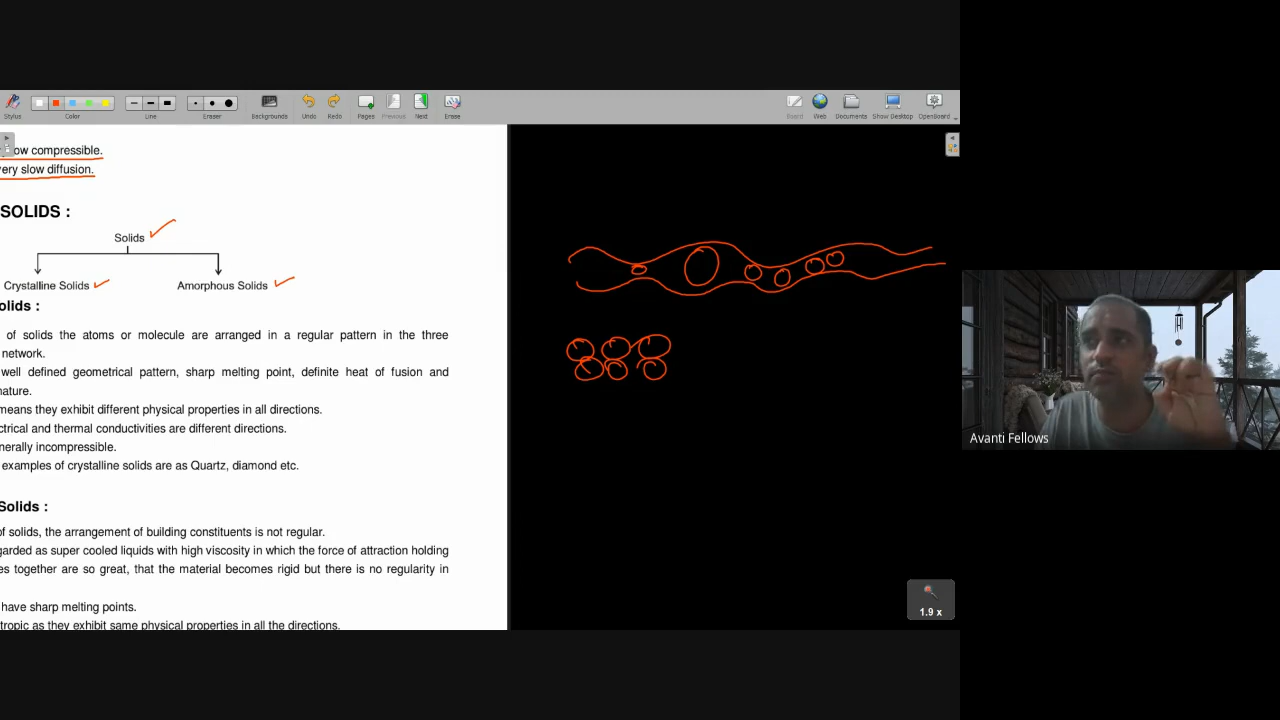 Stylus
Color
Line
Eraser
Backgrounds
Undo
Redo
Pages
Previous
Next
Erase
Board
Web
Documents
Show Desktop
OpenBoard
ow compressible.
very slow diffusion.
SOLIDS :
Solids
Crystalline Solids
Amorphous Solids
olids :
of solids the atoms or molecule are arranged in a regular pattern in the three
network.
well defined geometrical pattern, sharp melting point, definite heat of fusion and
nature.
means they exhibit different physical properties in all directions.
ctrical and thermal conductivities are different directions.
nerally incompressible.
examples of crystalline solids are as Quartz, diamond etc.
Solids :
of solids, the arrangement of building constituents is not regular.
garded as super cooled liquids with high viscosity in which the force of attraction holding
es together are so great, that the material becomes rigid but there is no regularity in
have sharp melting points.
tropic as they exhibit same physical properties in all the directions.
1.9 x
Avanti Fellows